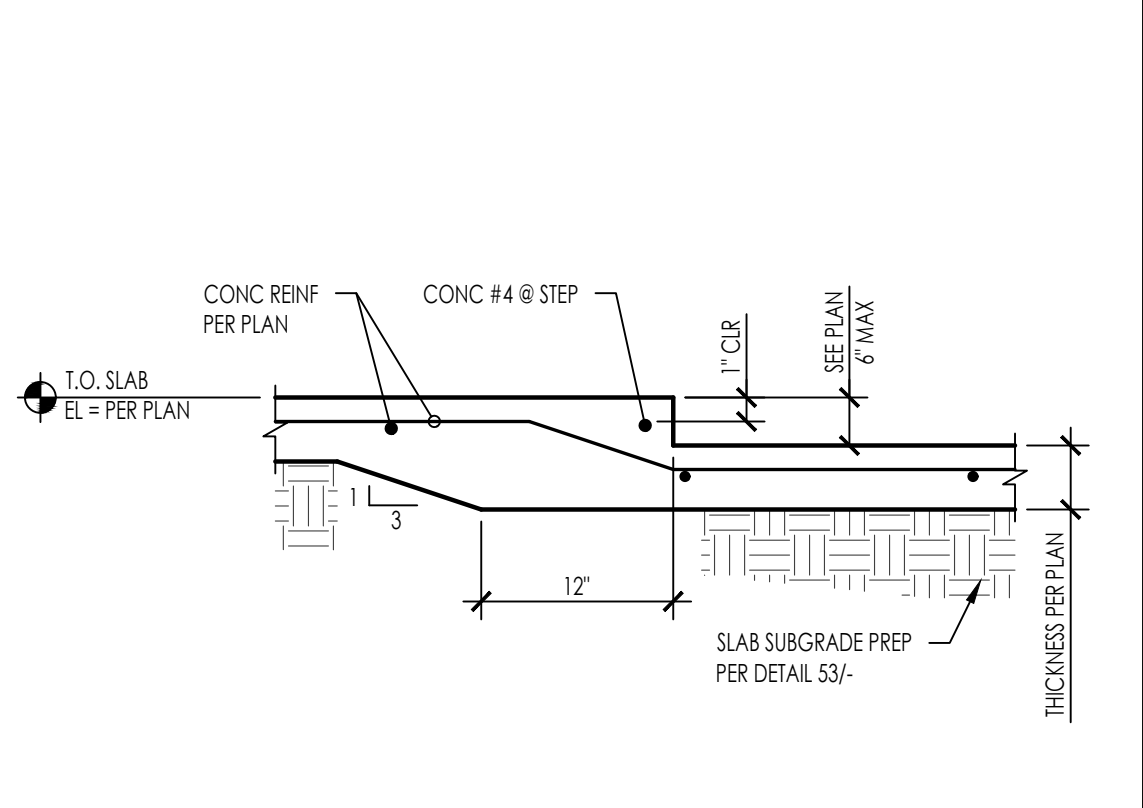 CONC REINF
PER PLAN
CONC #4 @ STEP
1" CLR
SEE PLAN
6" MAX
T.O. SLAB
EL = PER PLAN
1
3
12"
SLAB SUBGRADE PREP
PER DETAIL 53/-
THICKNESS PER PLAN